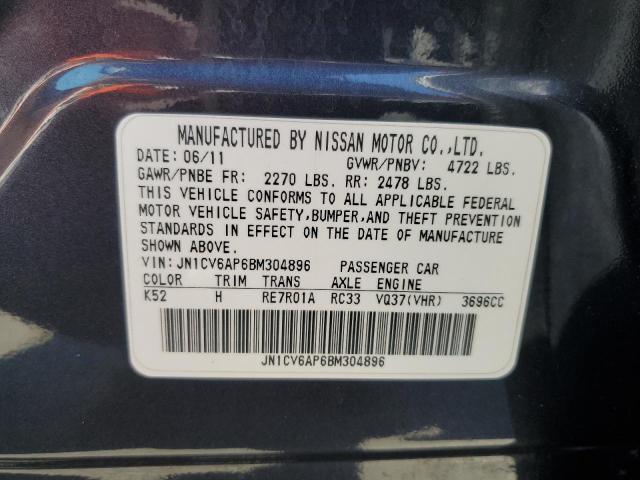 MANUFACTURED BY NISSAN MOTOR CO.,LTD.
DATE: 06/11 GVWR/PNBV: 4722 LBS.
GAWR/PNBE FR: 2270 LBS. RR: 2478 LBS.
THIS VEHICLE CONFORMS TO ALL APPLICABLE FEDERAL
MOTOR VEHICLE SAFETY,BUMPER,AND THEFT PREVENTION
STANDARDS IN EFFECT ON THE DATE OF MANUFACTURE
SHOWN ABOVE.
VIN: JN1CV6AP6BM304896 PASSENGER CAR
COLOR TRIM TRANS AXLE ENGINE
K52 H RE7R01A RC33 VQ37(VHR) 3696CC
JN1CV6AP6BM304896